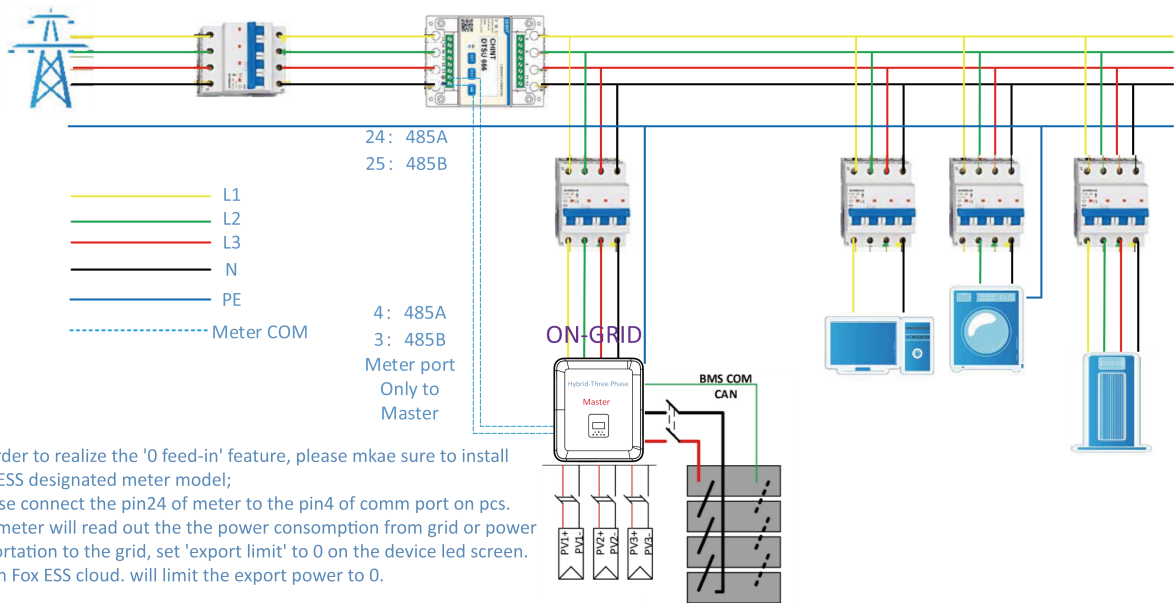 CHINT
DTSU 666
24: 485A
25: 485B
L1
L2
L3
N
PE
Meter COM
4: 485A
3: 485B
Meter port
Only to
Master
ON-GRID
Hybrid-Three Phase
Master
BMS COM
CAN
PV1+
PV1-
PV2+
PV2-
PV3+
PV3-
rder to realize the '0 feed-in' feature, please mkae sure to install
ESS designated meter model;
se connect the pin24 of meter to the pin4 of comm port on pcs.
meter will read out the the power consomption from grid or power
ortation to the grid, set 'export limit' to 0 on the device led screen.
n Fox ESS cloud. will limit the export power to 0.